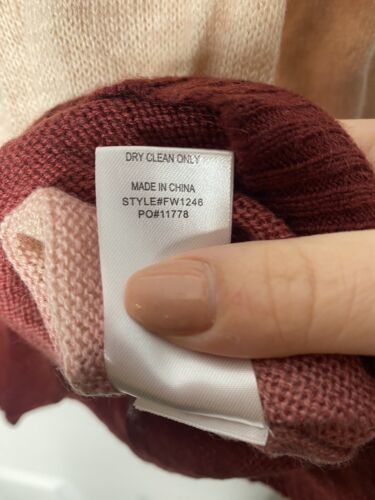 DRY CLEAN ONLY
MADE IN CHINA
STYLE#FW1246
PO#11778